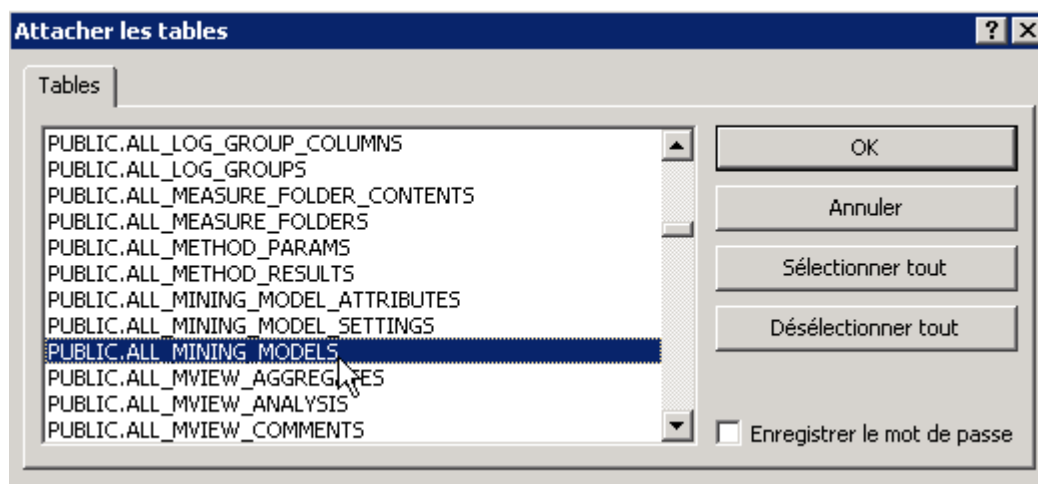 Attacher les tables
Tables
PUBLIC.ALL_LOG_GROUP_COLUMNS
PUBLIC.ALL_LOG_GROUPS
PUBLIC.ALL_MEASURE_FOLDER_CONTENTS
PUBLIC.ALL_MEASURE_FOLDERS
PUBLIC.ALL_METHOD_PARAMS
PUBLIC.ALL_METHOD_RESULTS
PUBLIC.ALL_MINING_MODEL_ATTRIBUTES
PUBLIC.ALL_MINING_MODEL_SETTINGS
PUBLIC.ALL_MINING_MODELS
PUBLIC.ALL_MVIEW_AGGREGATES
PUBLIC.ALL_MVIEW_ANALYSIS
PUBLIC.ALL_MVIEW_COMMENTS
OK
Annuler
Sélectionner tout
Désélectionner tout
Enregistrer le mot de passe